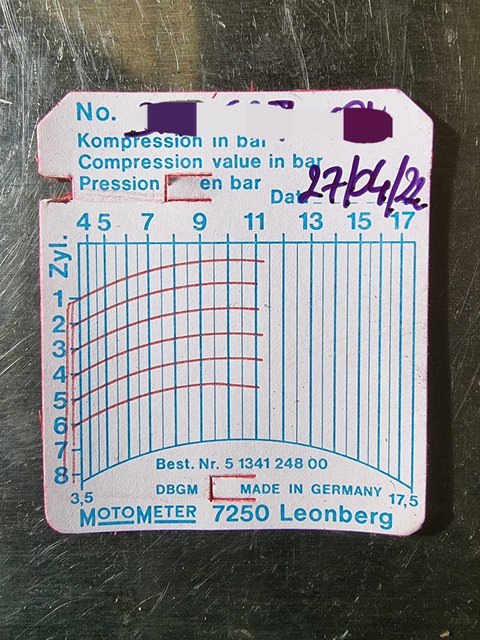 No.
Kompression in bar
Compression value in bar
Pression en bar
Dat 27/04/22
4 5 7 9 11 13 15 17
Zyl.
1
2
3
4
5
6
7
8
Best. Nr. 5 1341 248 00
3,5 DBGM MADE IN GERMANY 17,5
MOTOMETER 7250 Leonberg